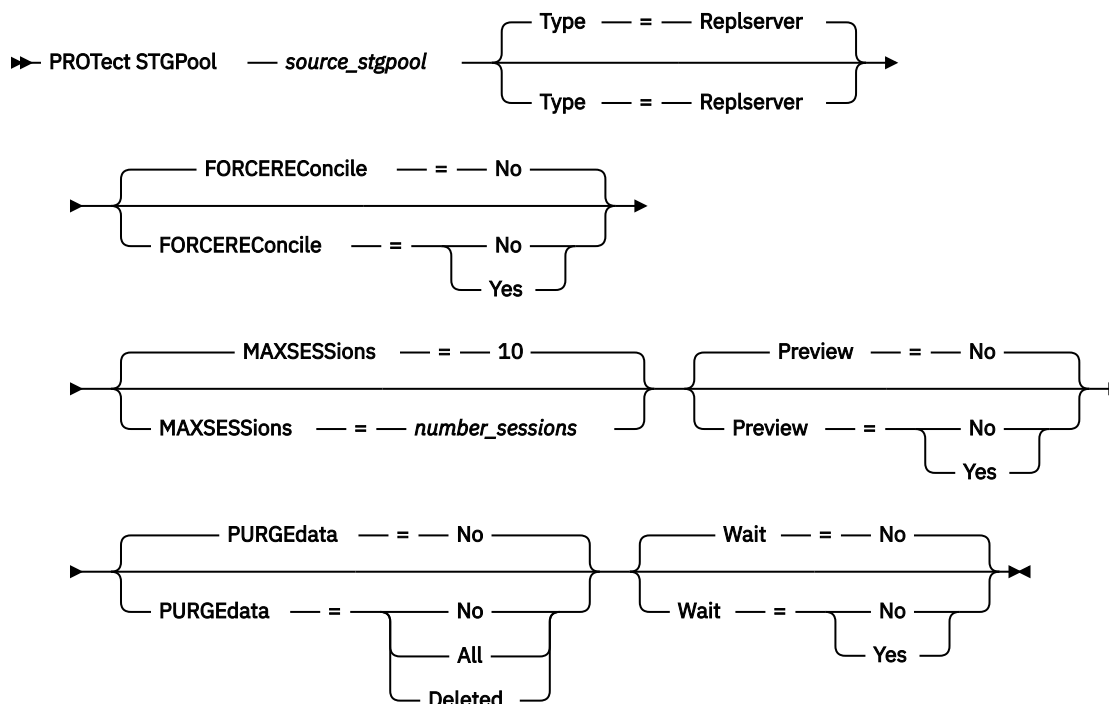 Type = Replserver
PROTect STGPool source_stgpool
Type = Replserver
FORCEREConcile = No
FORCEREConcile = No
Yes
MAXSESSions = 10 Preview = No
MAXSESSions = number_sessions Preview = No
Yes
PURGEdata = No Wait = No
PURGEdata = No Wait = No
All Yes
Deleted